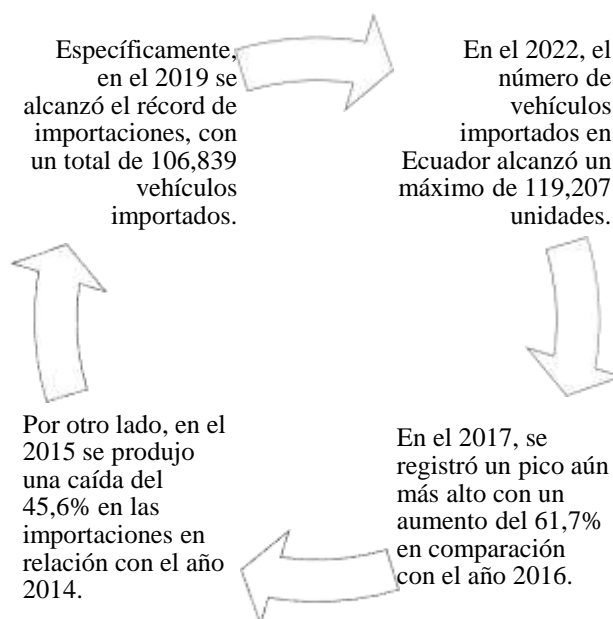 Específicamente,
en el 2019 se
alcanzó el récord de
importaciones, con
un total de 106,839
vehículos
importados.
En el 2022, el
número de
vehículos
importados en
Ecuador alcanzó un
máximo de 119,207
unidades.
En el 2017, se
registró un pico aún
más alto con un
aumento del 61,7%
en comparación
con el año 2016.
Por otro lado, en el
2015 se produjo
una caída del
45,6% en las
importaciones en
relación con el año
2014.